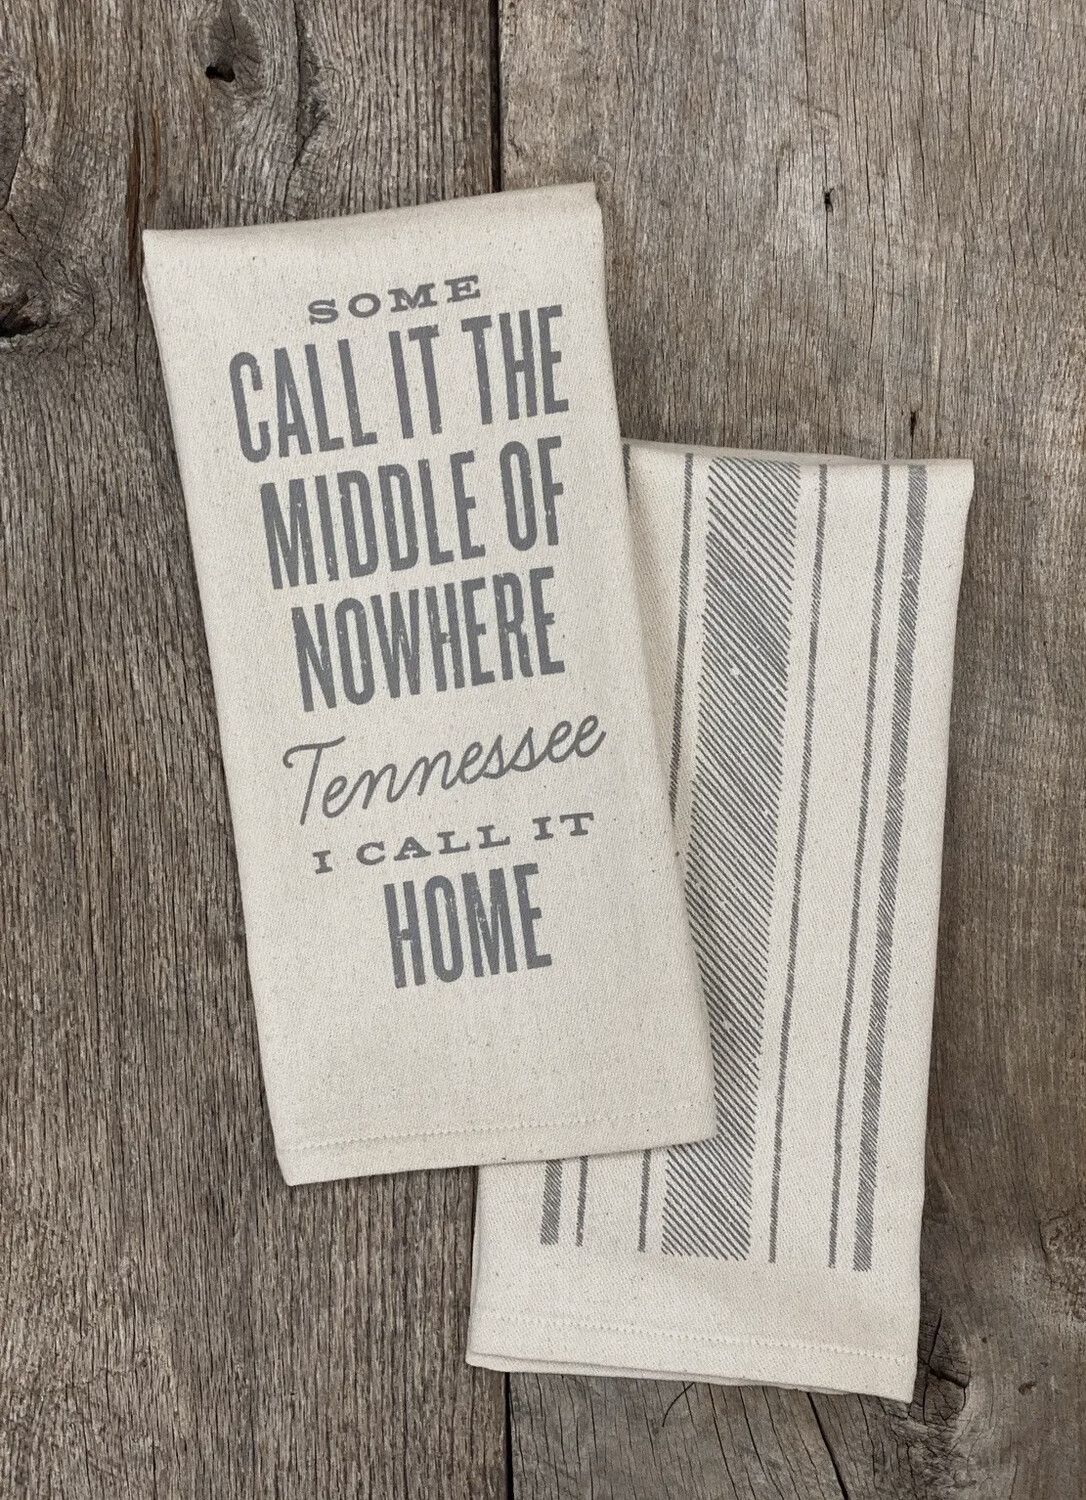 SOME
CALL IT THE
MIDDLE OF
NOWHERE
Tennessee
I CALL IT
HOME